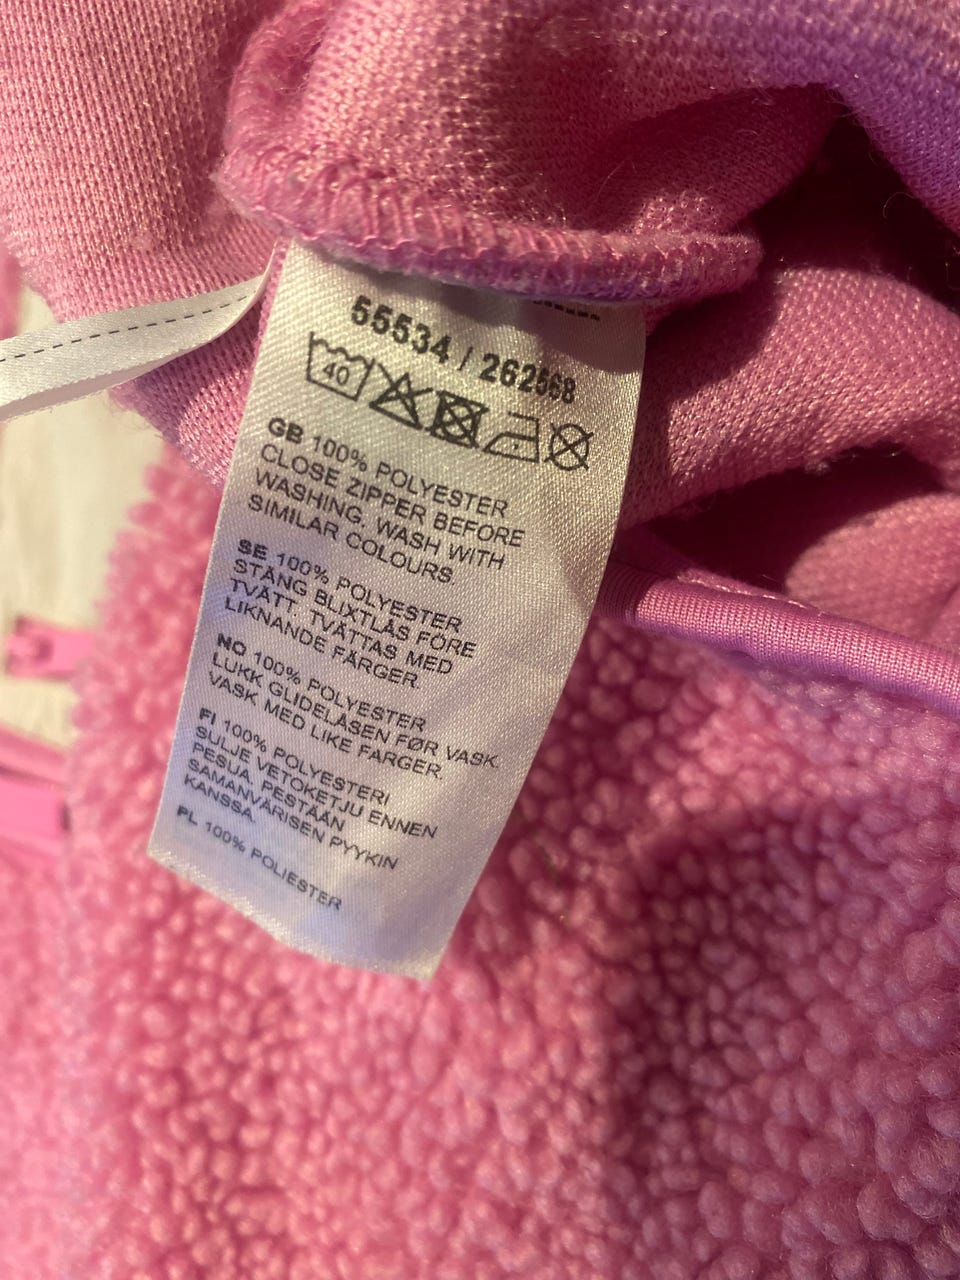 55534 / 262568
40
GB 100% POLYESTER
CLOSE ZIPPER BEFORE
WASHING. WASH WITH
SIMILAR COLOURS.
SE 100% POLYESTER
STÄNG BLIXTLÅS FÖRE
TVÄTT. TVÄTTAS MED
LIKNANDE FÄRGER.
NO 100% POLYESTER
LUKK GLIDELÅSEN FØR VASK.
VASK MED LIKE FARGER.
FI 100% POLYESTERI
SULJE VETOKETJU ENNEN
PESUA. PESTÄÄN
SAMANVÄRISEN PYYKIN
KANSSA.
PL 100% POLIESTER